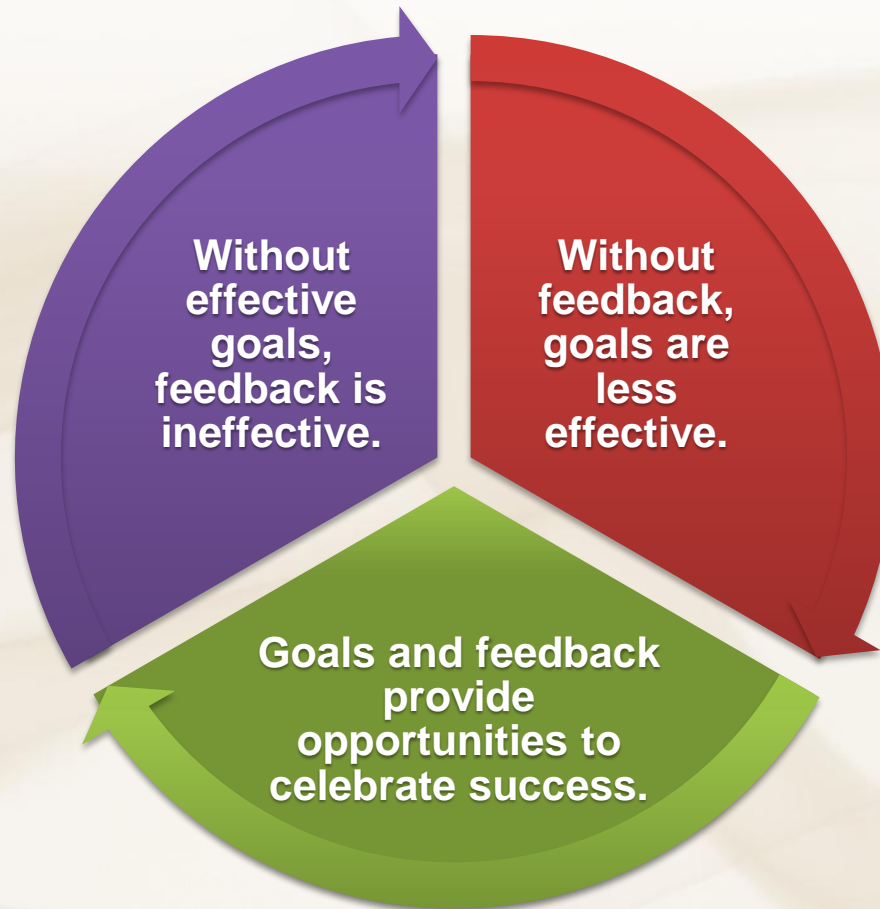 Without
effective
goals,
feedback is
ineffective.
Without
feedback,
goals are
less
effective.
Goals and feedback
provide
opportunities to
celebrate success.